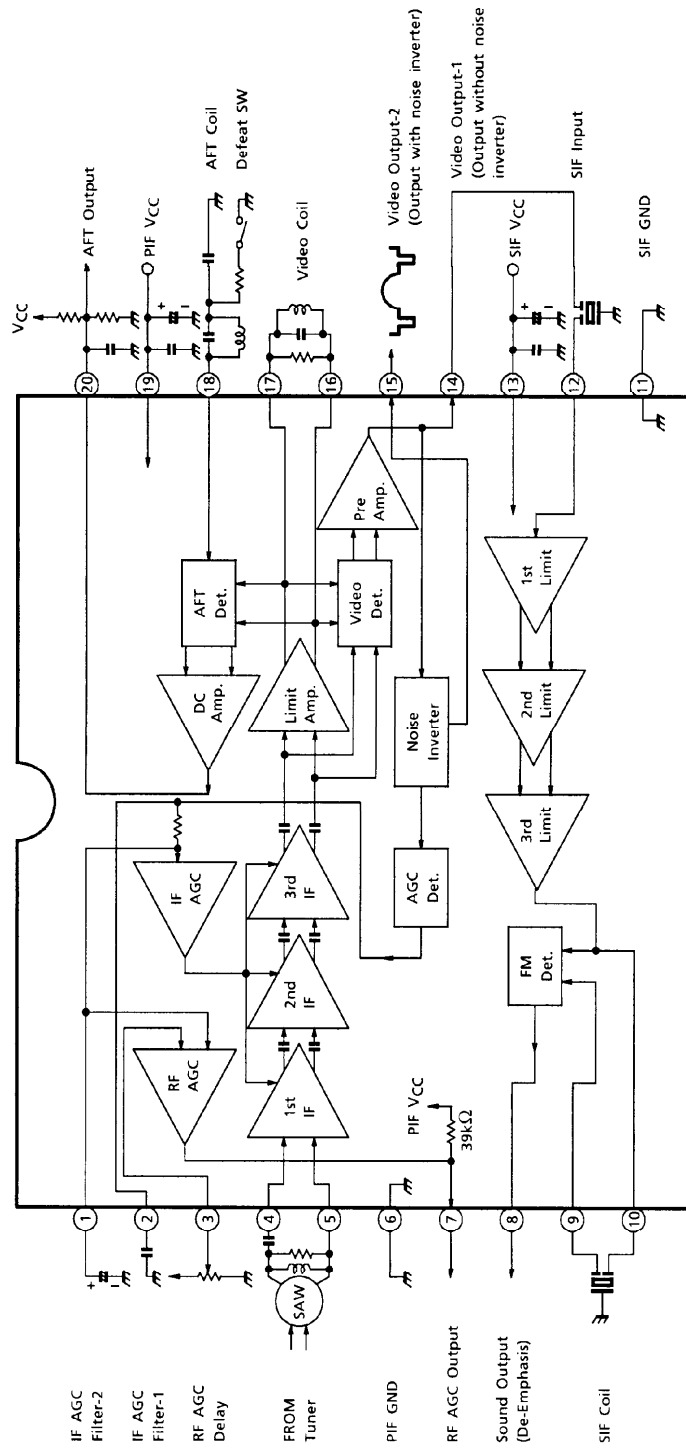 VCC
AFT Output
PIF VCC
+
−
AFT Coil
Defeat SW
Video Coil
Video Output-2
(Output with noise inverter)
Video Output-1
(Output without noise
inverter)
SIF VCC
+
−
SIF Input
SIF GND
20
19
18
17
16
15
14
13
12
11
AFT
Det.
DC
Amp.
Limit
Amp.
Video
Det.
Pre
Amp.
Noise
Inverter
AGC
Det.
IF
AGC
RF
AGC
1st
IF
2nd
IF
3rd
IF
1st
Limit
2nd
Limit
3rd
Limit
FM
Det.
PIF VCC
39kΩ
1
2
3
4
5
6
7
8
9
10
+
−
SAW
IF AGC
Filter-2
IF AGC
Filter-1
RF AGC
Delay
FROM
Tuner
PIF GND
RF AGC Output
Sound Output
(De-Emphasis)
SIF Coil